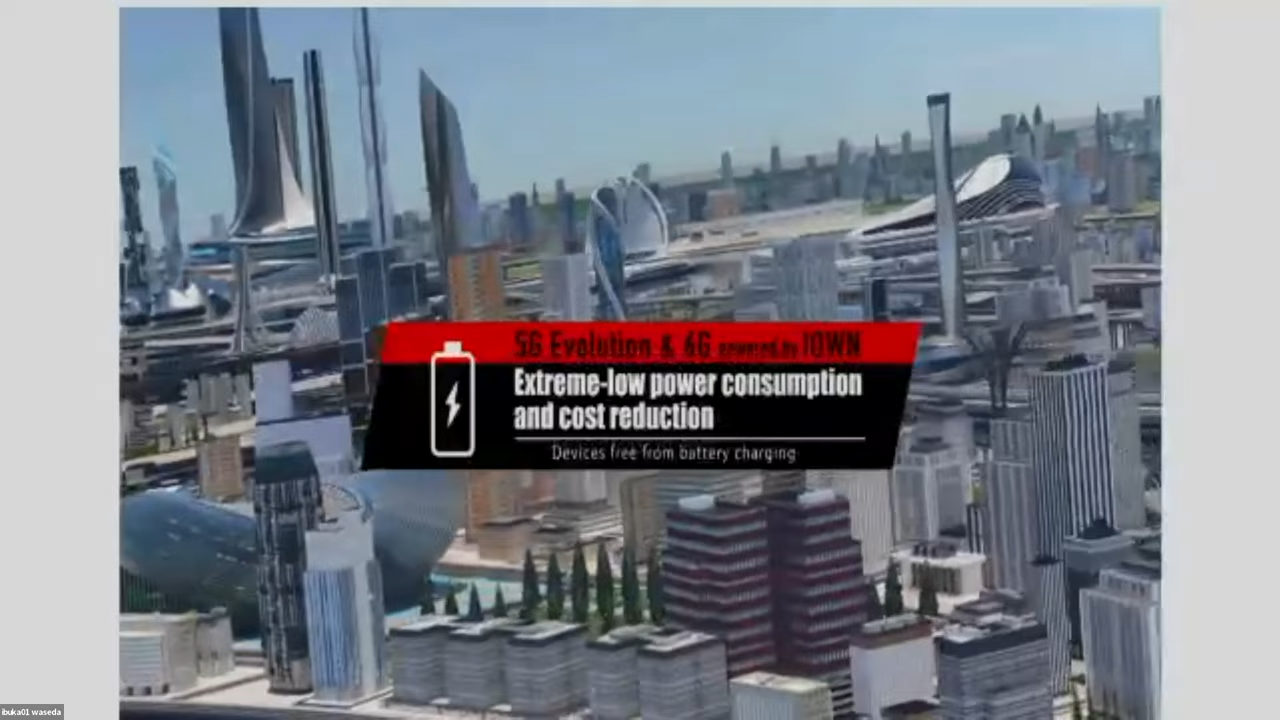 5G Evolution & 6G powered by IOWN
Extreme-low power consumption
and cost reduction
Devices free from battery charging
ibuka01 waseda